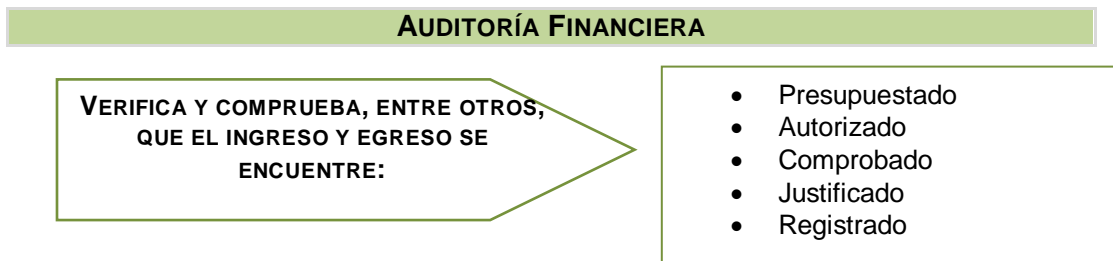 AUDITORÍA FINANCIERA
VERIFICA Y COMPRUEBA, ENTRE OTROS,
QUE EL INGRESO Y EGRESO SE
ENCUENTRE:
• Presupuestado
• Autorizado
• Comprobado
• Justificado
• Registrado